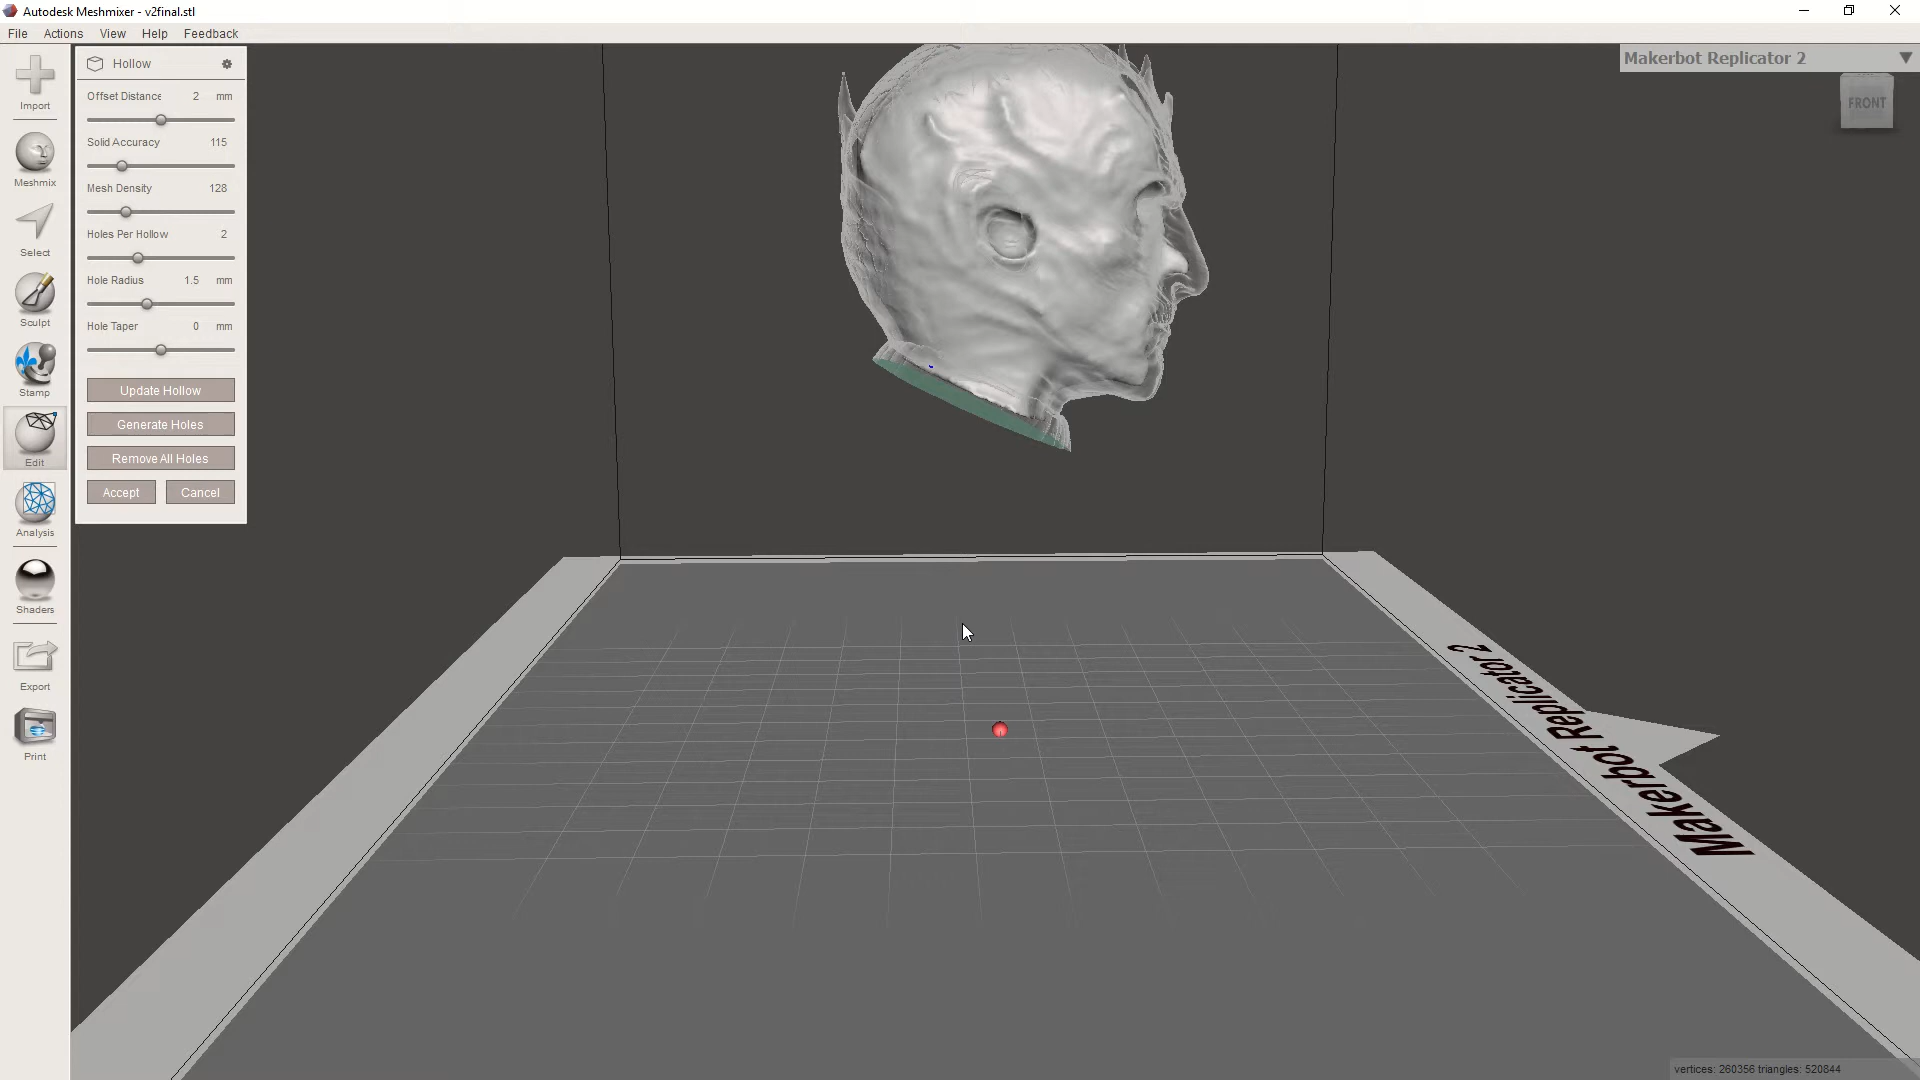 Autodesk Meshmixer - v2final.stl
File Actions View Help Feedback
Import
Meshmix
Select
Sculpt
Stamp
Edit
Analysis
Shaders
Export
Print
Hollow
Offset Distance 2 mm
Solid Accuracy 115
Mesh Density 128
Holes Per Hollow 2
Hole Radius 1.5 mm
Hole Taper 0 mm
Update Hollow
Generate Holes
Remove All Holes
Accept Cancel
Makerbot Replicator 2
FRONT
Makerbot Replicator 2
vertices: 260356 triangles: 520844